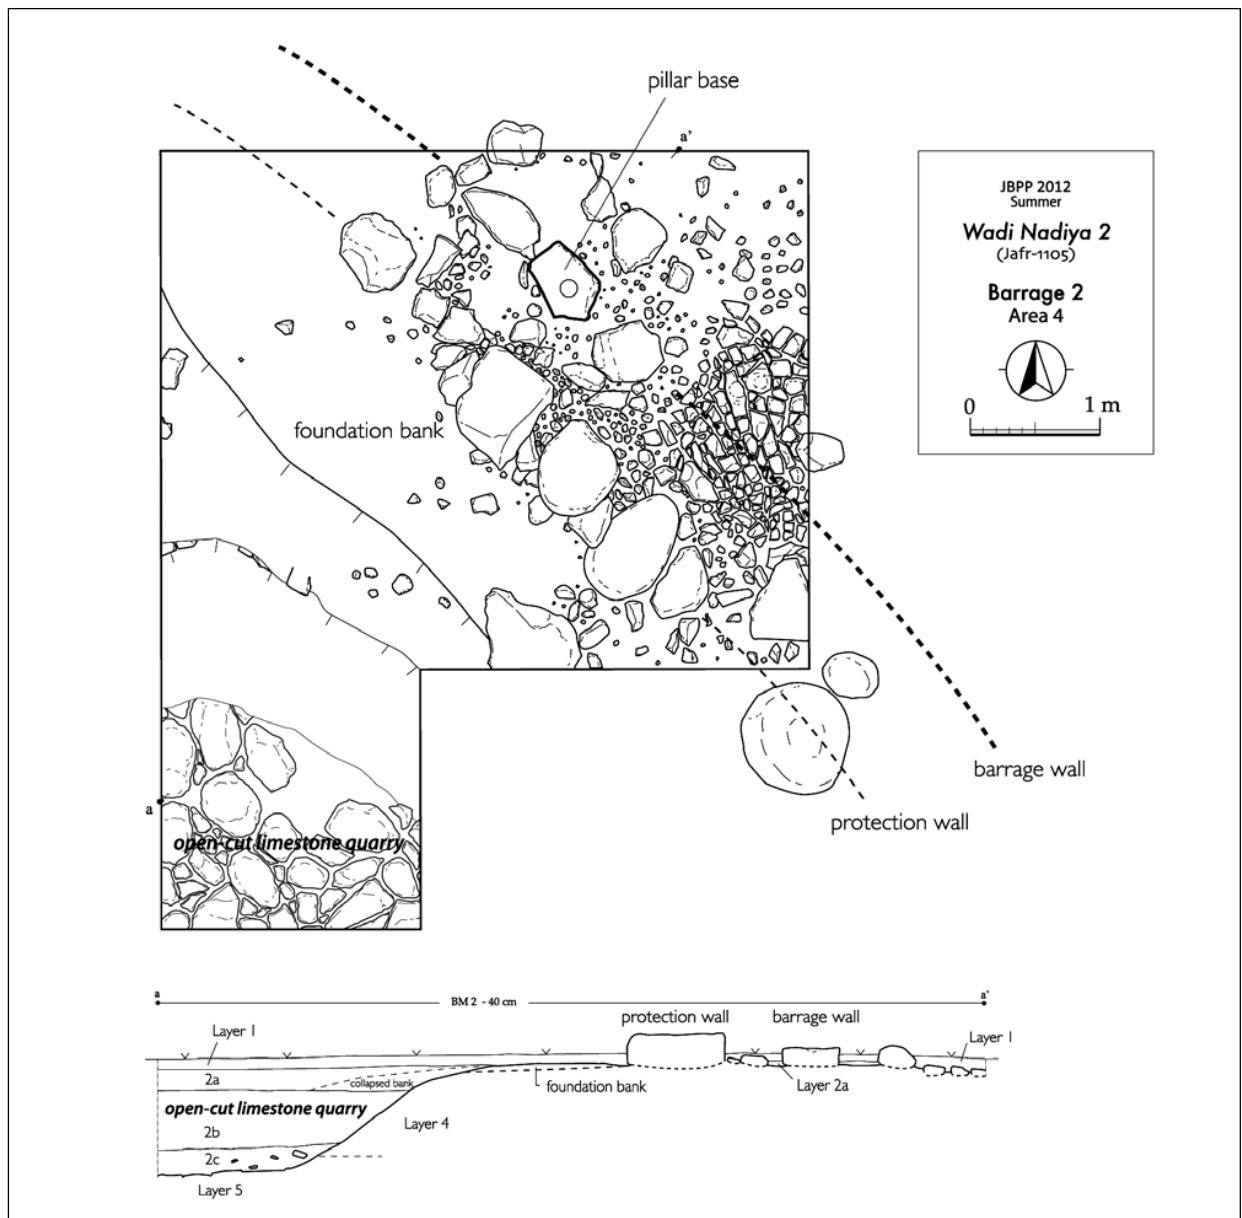 pillar base
a'
JBPP 2012
Summer
Wadi Nadiya 2
(Jafr-1105)
Barrage 2
Area 4
0 1 m
foundation bank
barrage wall
a
protection wall
open-cut limestone quarry
a a'
BM 2 - 40 cm
protection wall barrage wall
Layer 1 Layer 1
2a collapsed bank foundation bank Layer 2a
open-cut limestone quarry
Layer 4
2b
2c
Layer 5